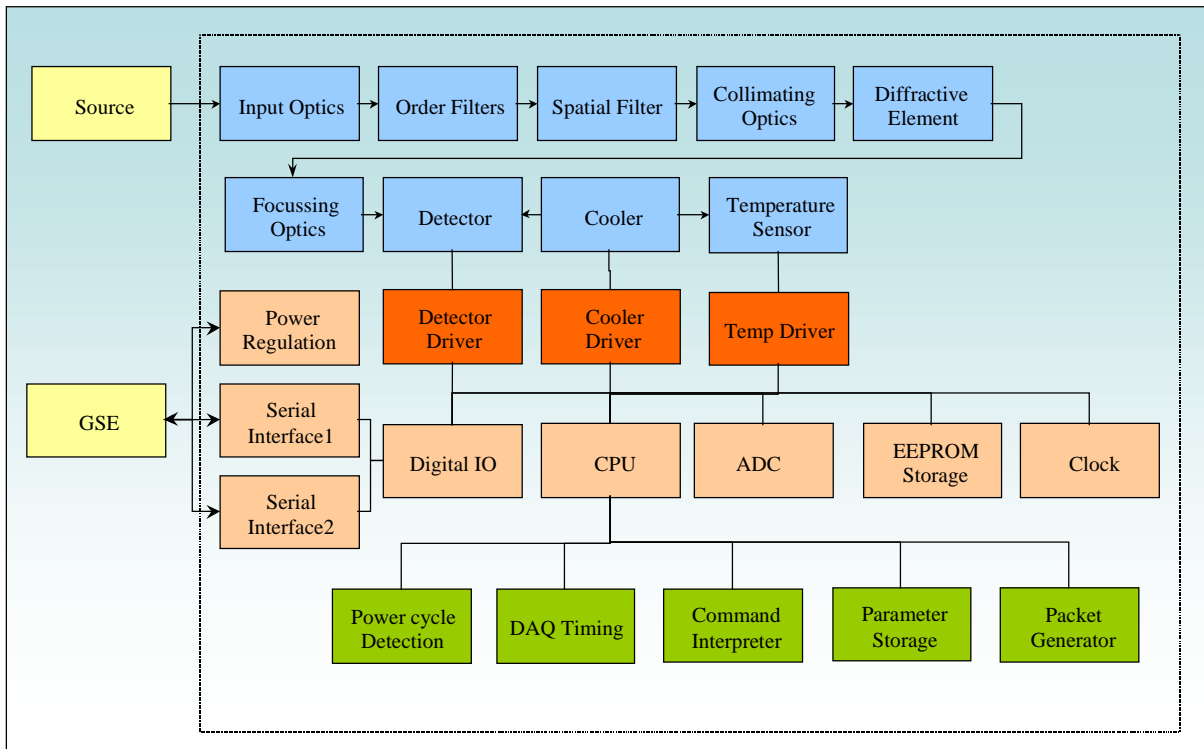 Source
Input Optics
Order Filters
Spatial Filter
Collimating
Optics
Diffractive
Element
Focussing
Optics
Detector
Cooler
Temperature
Sensor
Power
Regulation
Detector
Driver
Cooler
Driver
Temp Driver
GSE
Serial
Interface1
Digital IO
CPU
ADC
EEPROM
Storage
Clock
Serial
Interface2
Power cycle
Detection
DAQ Timing
Command
Interpreter
Parameter
Storage
Packet
Generator